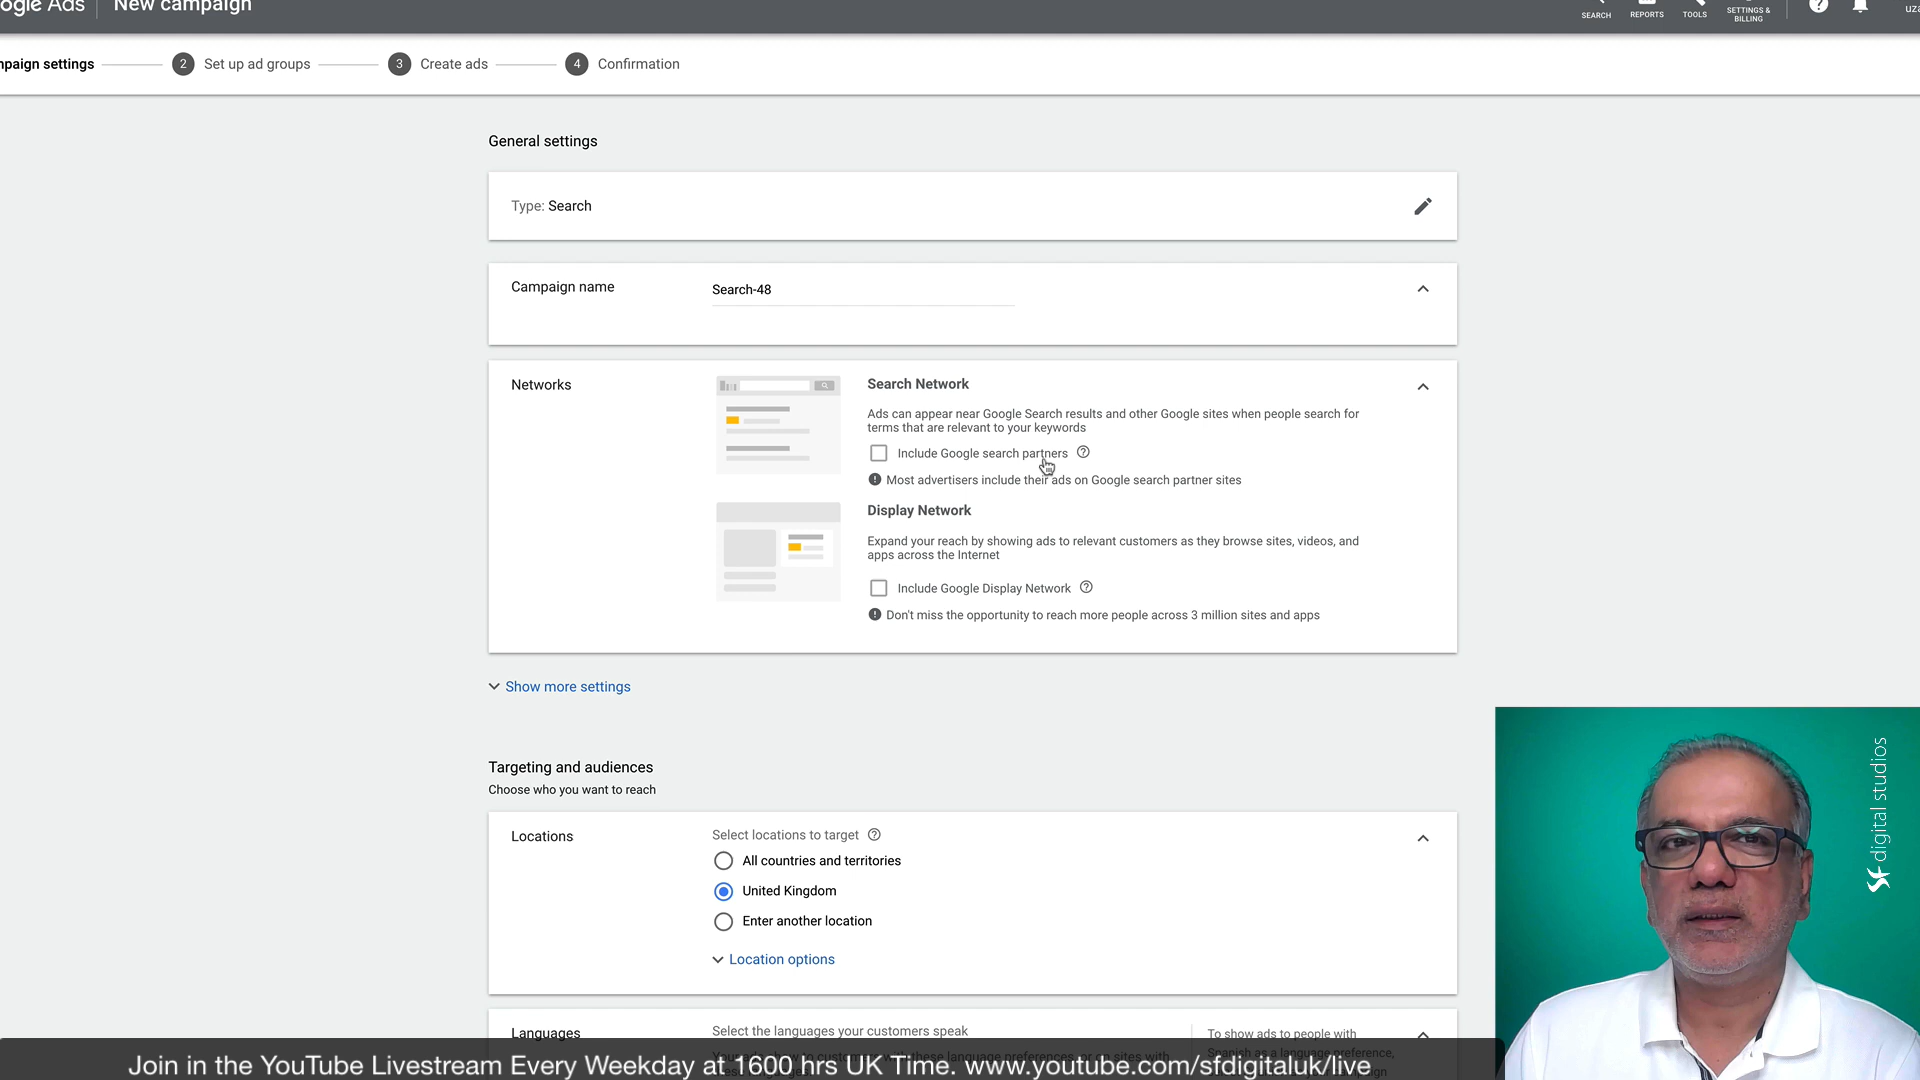 ogle Ads
New campaign
SEARCH
REPORTS
TOOLS
SETTINGS &
BILLING
?
uza
mpaign settings
2
Set up ad groups
3
Create ads
4
Confirmation
General settings
Type: Search
Campaign name
Search-48
Networks
Search Network
Ads can appear near Google Search results and other Google sites when people search for
terms that are relevant to your keywords
Include Google search partners
Most advertisers include their ads on Google search partner sites
Display Network
Expand your reach by showing ads to relevant customers as they browse sites, videos, and
apps across the Internet
Include Google Display Network
Don't miss the opportunity to reach more people across 3 million sites and apps
Show more settings
Targeting and audiences
Choose who you want to reach
Locations
Select locations to target
All countries and territories
United Kingdom
Enter another location
Location options
Languages
Select the languages your customers speak
To show ads to people with
Spanish as a language preference,
digital studios
Join in the YouTube Livestream Every Weekday at 1600 hrs UK Time. www.youtube.com/sfdigitaluk/live